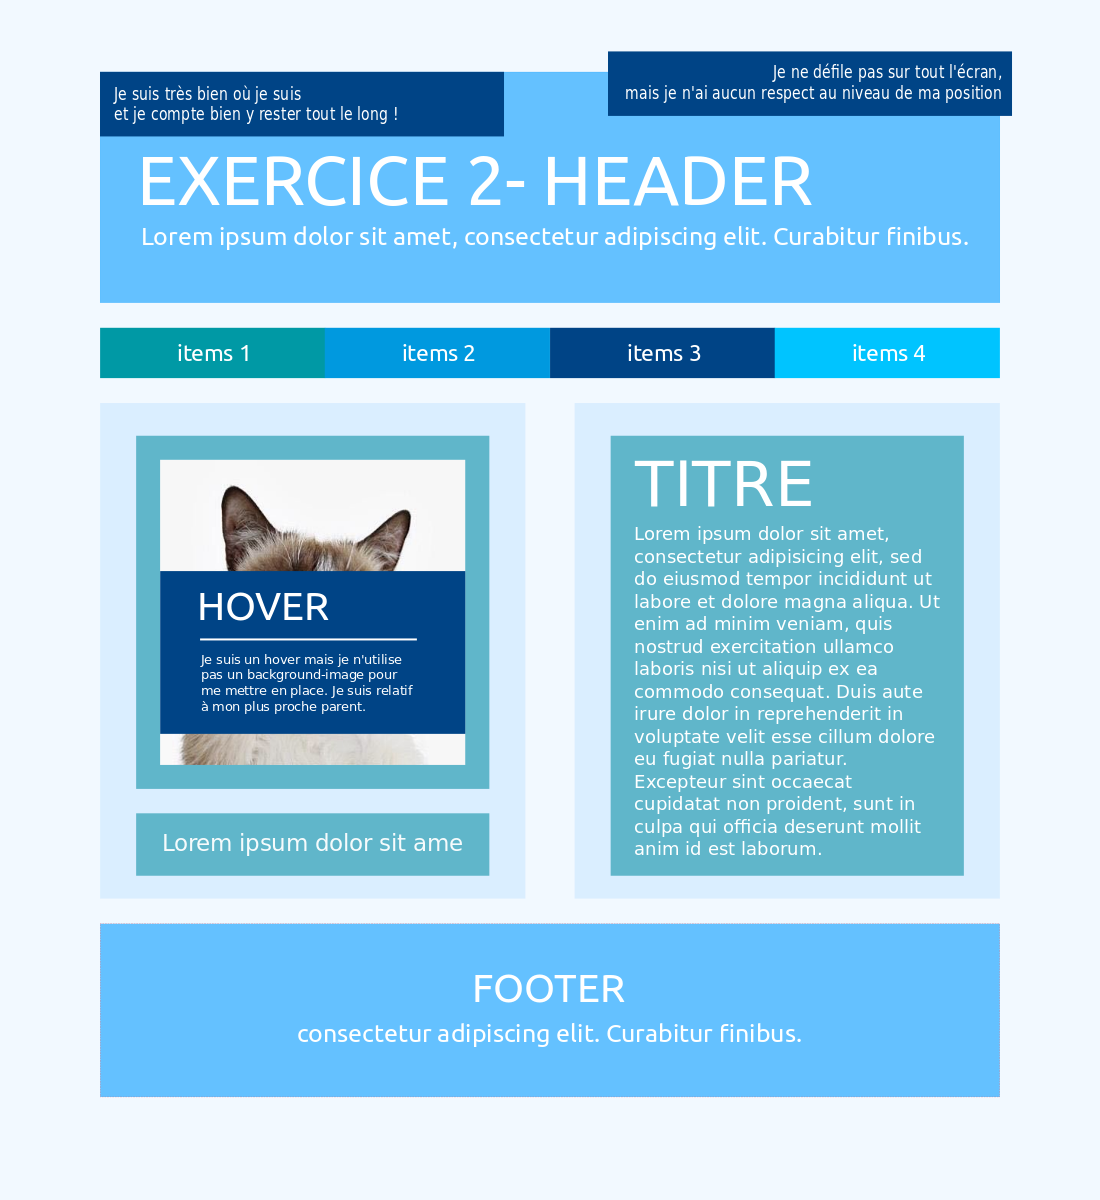 Je suis très bien où je suis
et je compte bien y rester tout le long !
Je ne défile pas sur tout l'écran,
mais je n'ai aucun respect au niveau de ma position
EXERCICE 2- HEADER
Lorem ipsum dolor sit amet, consectetur adipiscing elit. Curabitur finibus.
items 1
items 2
items 3
items 4
HOVER
Je suis un hover mais je n'utilise
pas un background-image pour
me mettre en place. Je suis relatif
à mon plus proche parent.
Lorem ipsum dolor sit ame
TITRE
Lorem ipsum dolor sit amet,
consectetur adipisicing elit, sed
do eiusmod tempor incididunt ut
labore et dolore magna aliqua. Ut
enim ad minim veniam, quis
nostrud exercitation ullamco
laboris nisi ut aliquip ex ea
commodo consequat. Duis aute
irure dolor in reprehenderit in
voluptate velit esse cillum dolore
eu fugiat nulla pariatur.
Excepteur sint occaecat
cupidatat non proident, sunt in
culpa qui officia deserunt mollit
anim id est laborum.
FOOTER
consectetur adipiscing elit. Curabitur finibus.